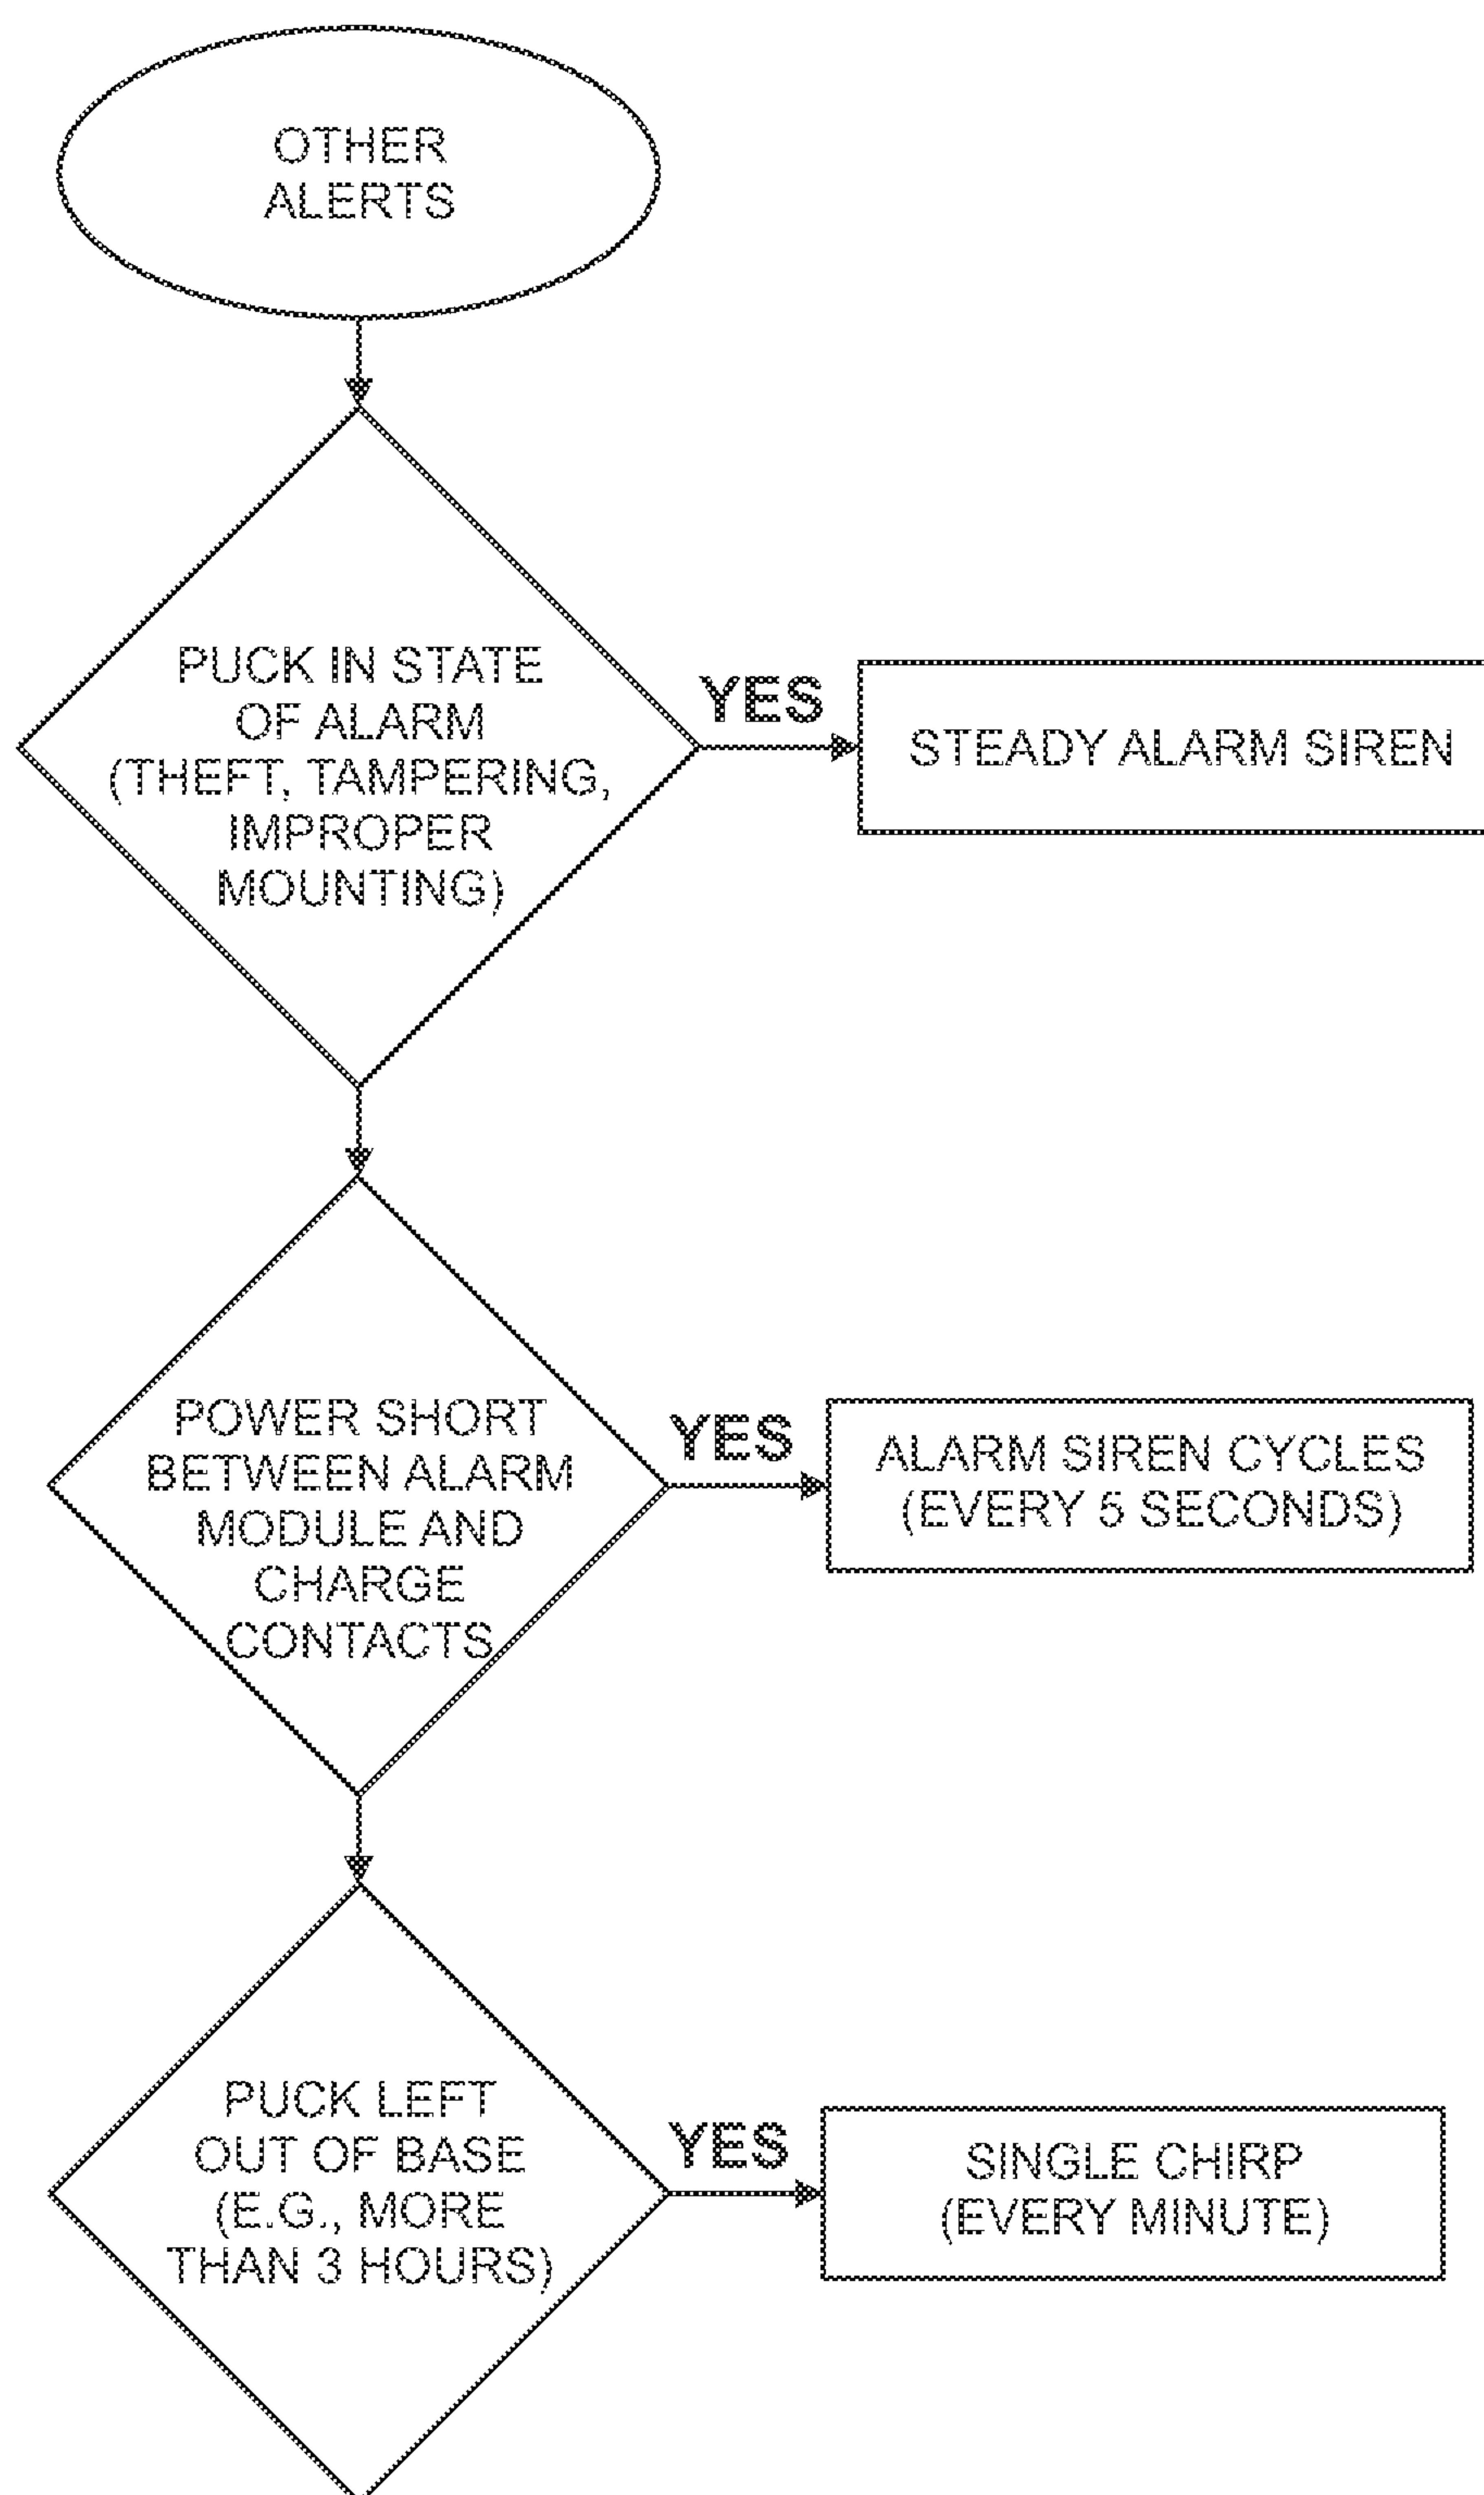 OTHER
ALERTS
PUCK IN STATE
OF ALARM
(THEFT, TAMPERING,
IMPROPER
MOUNTING)
YES
STEADY ALARM SIREN
POWER SHORT
BETWEEN ALARM
MODULE AND
CHARGE
CONTACTS
YES
ALARM SIREN CYCLES
(EVERY 5 SECONDS)
PUCK LEFT
OUT OF BASE
(E.G., MORE
THAN 3 HOURS)
YES
SINGLE CHIRP
(EVERY MINUTE)